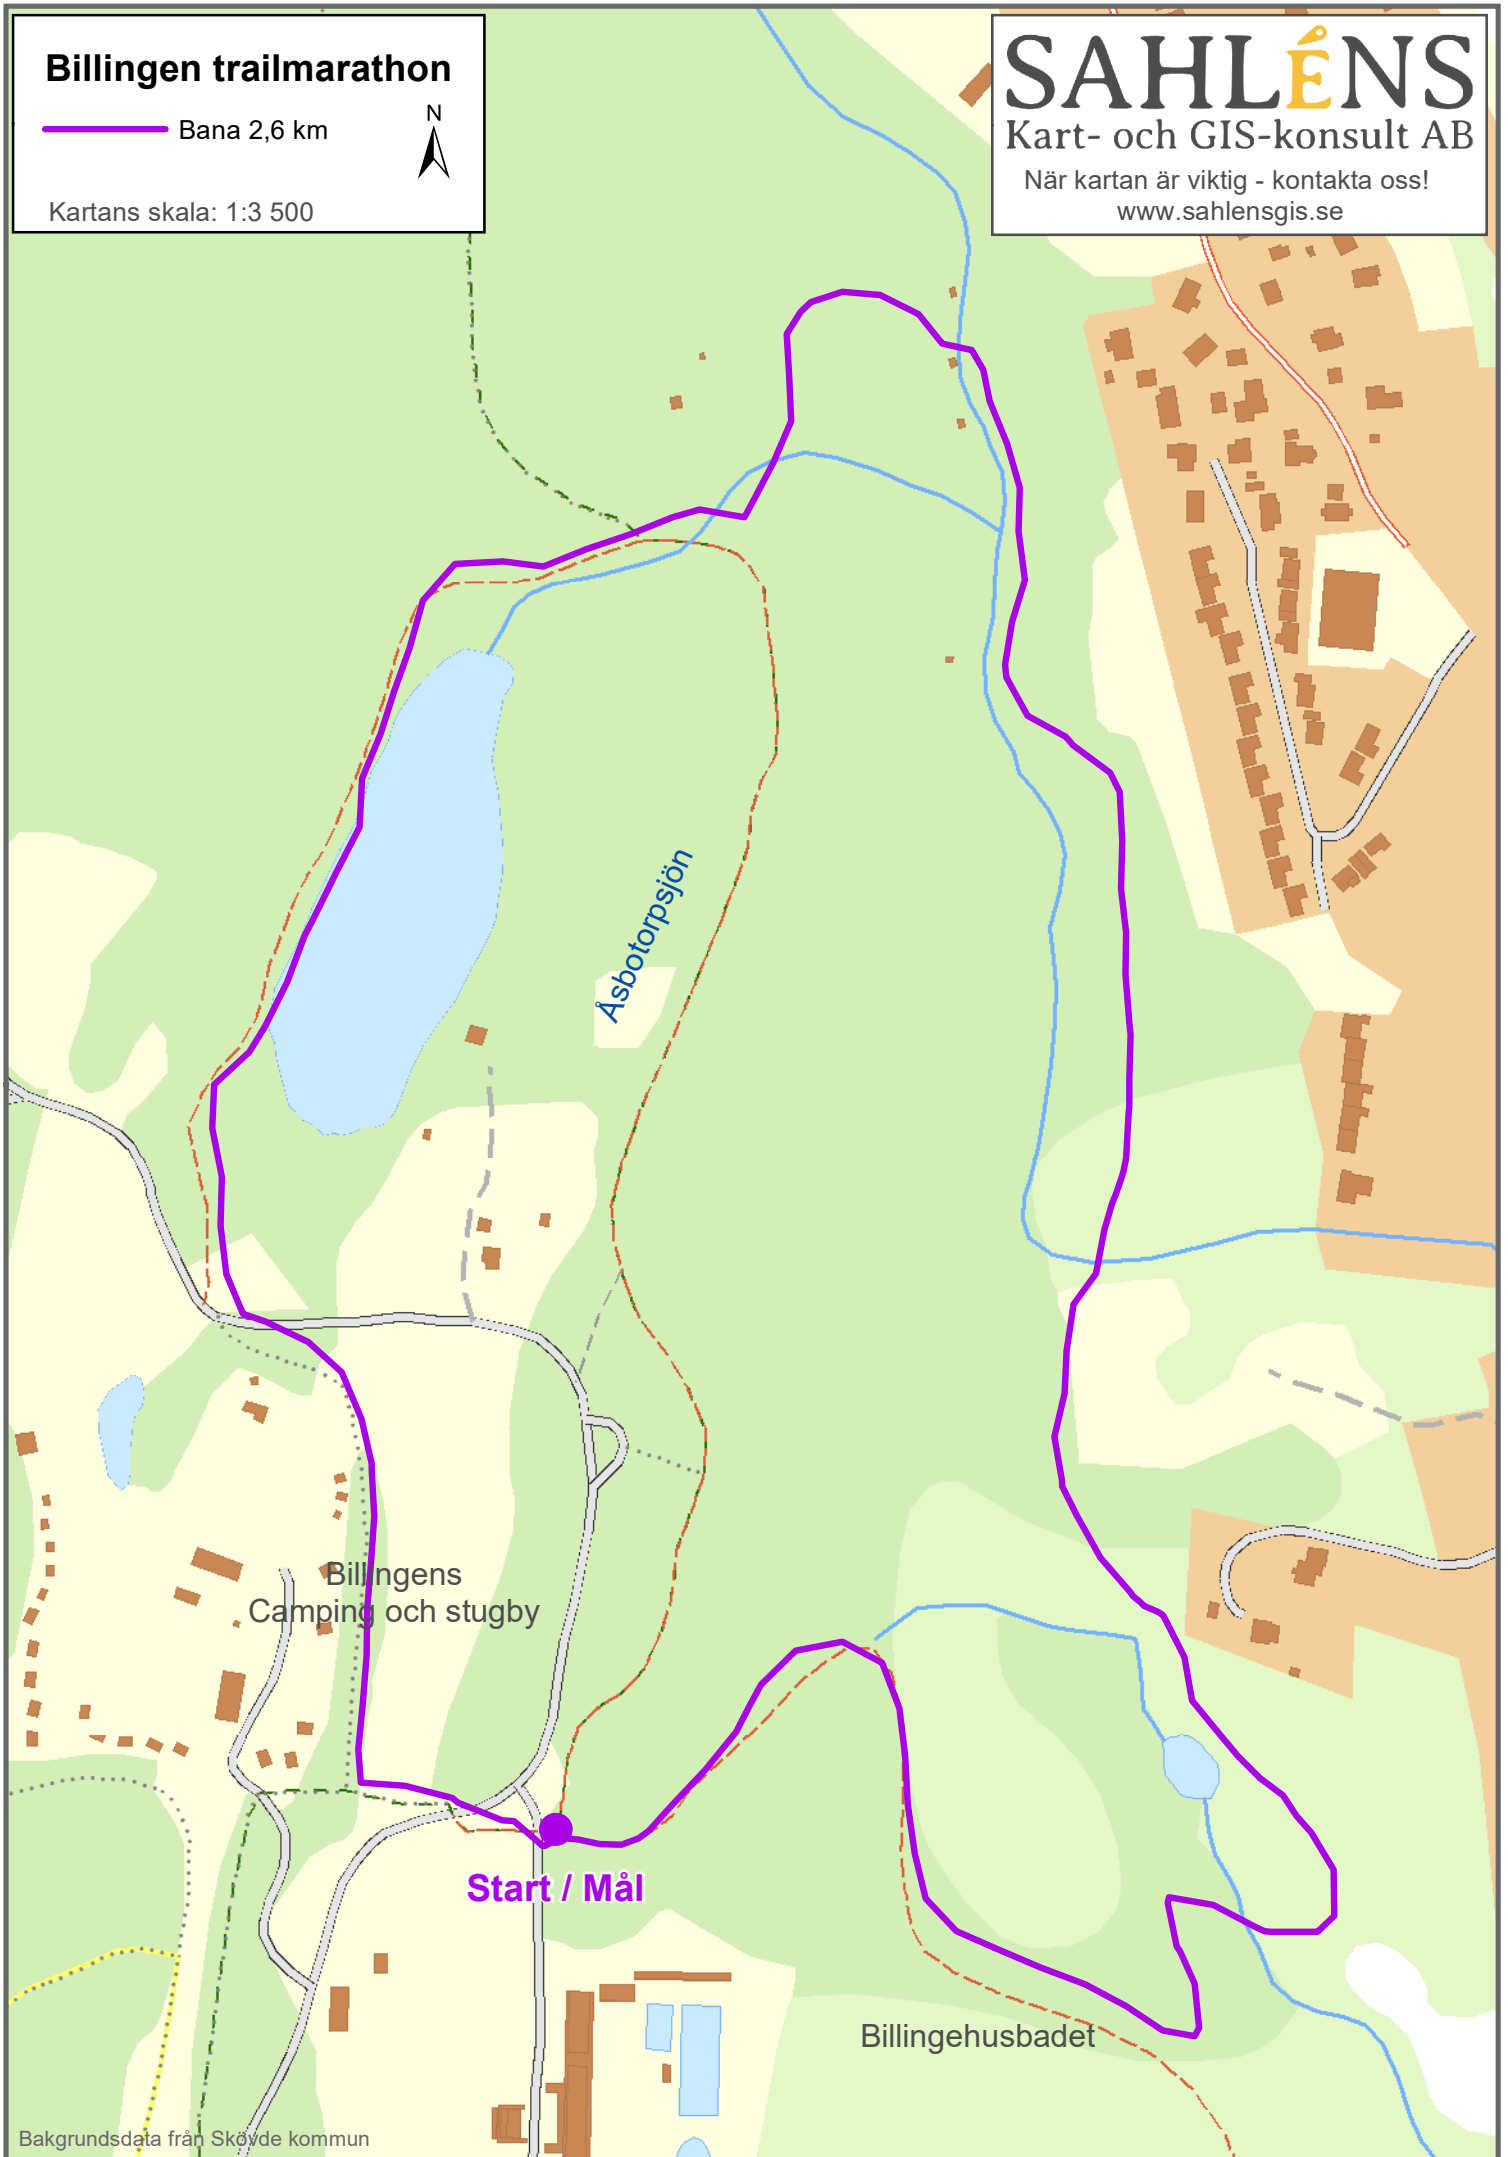 Billingen trailmarathon
Bana 2,6 km
N
Kartans skala: 1:3 500
SAHLÉNS
Kart- och GIS-konsult AB
När kartan är viktig - kontakta oss!
www.sahlensgis.se
Åsbotorpsjön
Billingens
Camping och stugby
Start / Mål
Billingehusbadet
Bakgrundsdata från Skövde kommun